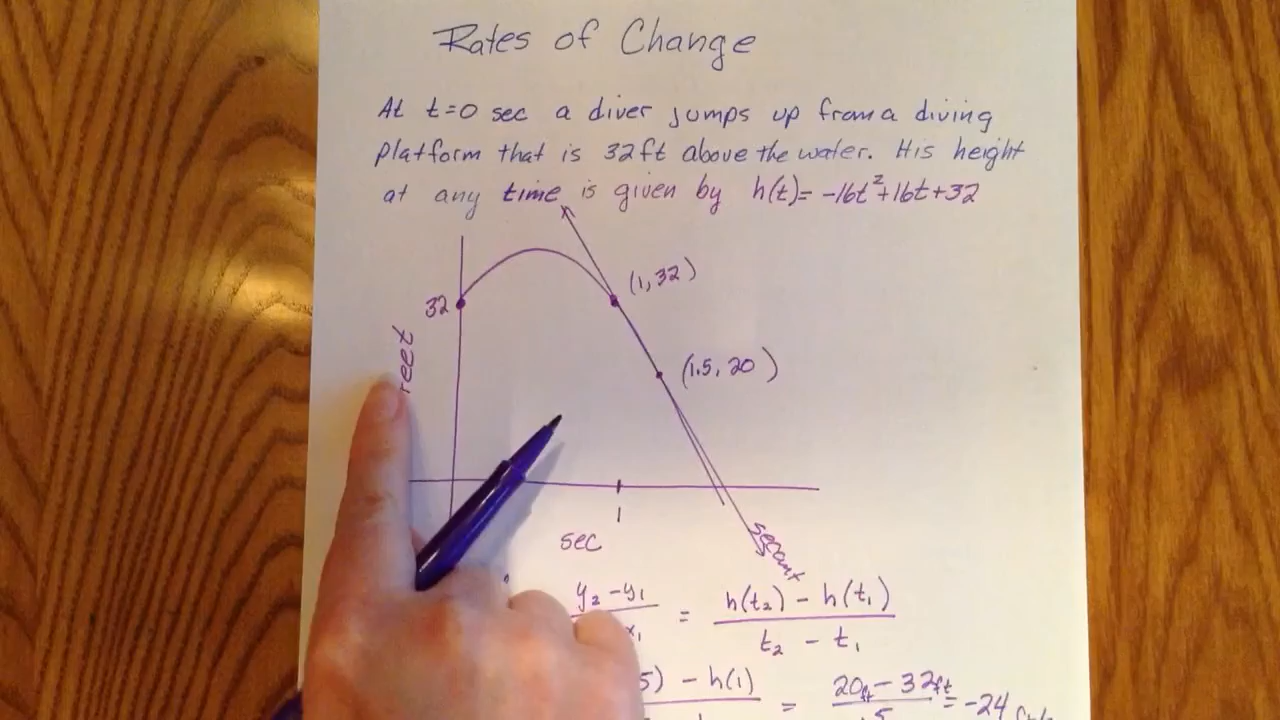 Rates of Change
At t=0 sec a diver jumps up from a diving
platform that is 32ft above the water. His height
at any time is given by h(t)= -16t²+16t+32
(1,32)
32
feet
(1.5, 20)
1
sec
secant
y₂ - y₁ = h(t₂) - h(t₁)
x₁ t₂ - t₁
5) - h(1) = 20ft - 32ft = -24
.5